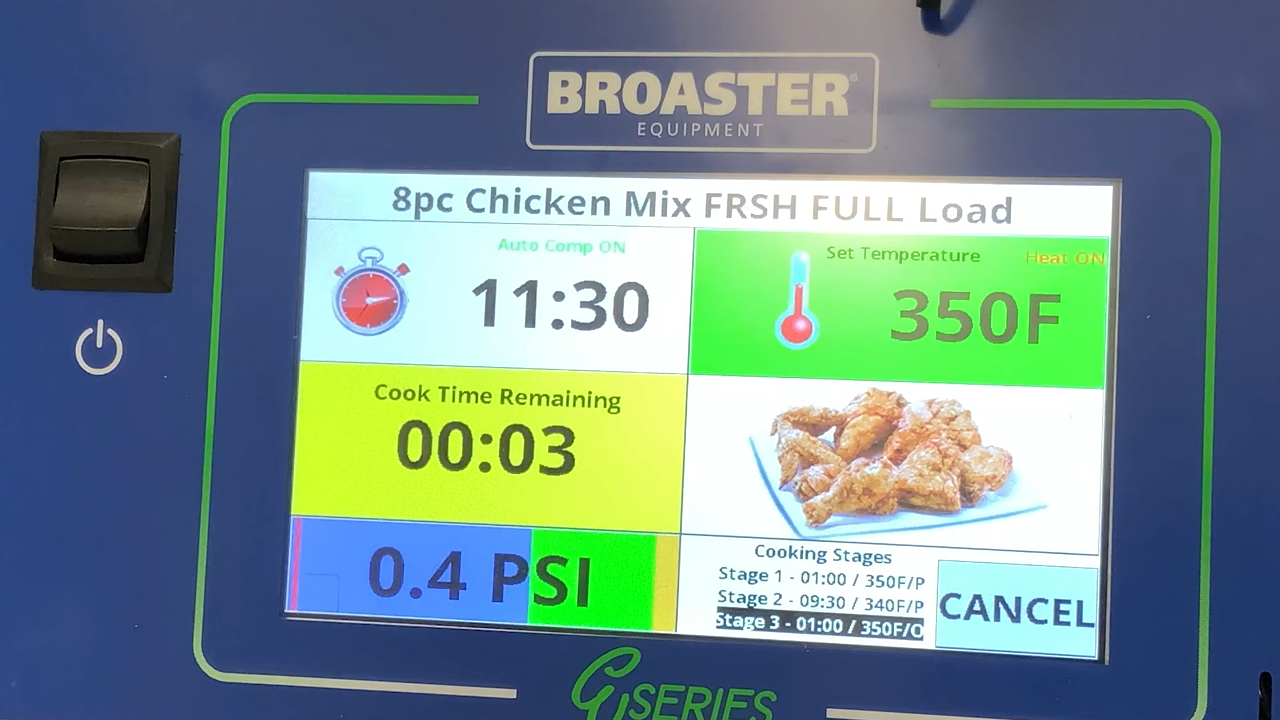 BROASTER®
EQUIPMENT
8pc Chicken Mix FRSH FULL Load
Auto Comp ON
11:30
Set Temperature
Heat ON
350F
Cook Time Remaining
00:03
0.4 PSI
Cooking Stages
Stage 1 - 01:00 / 350F/P
Stage 2 - 09:30 / 340F/P
Stage 3 - 01:00 / 350F/O
CANCEL
G SERIES